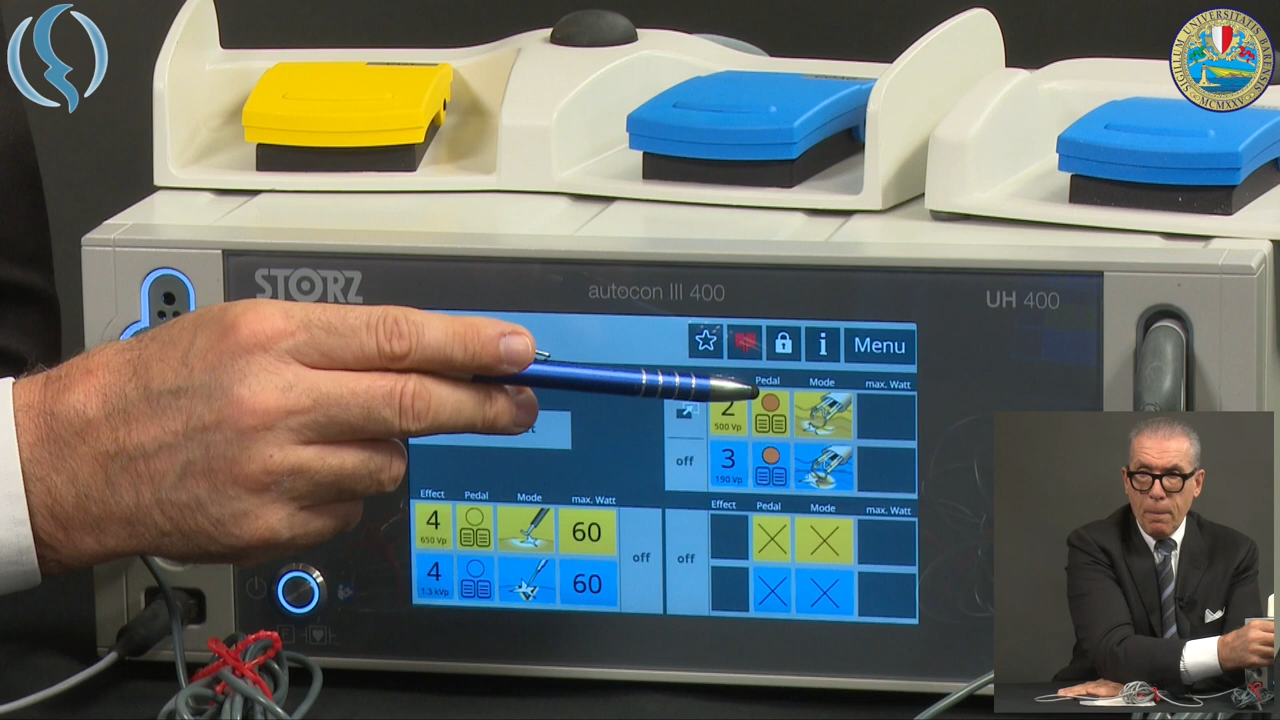 SIGILLUM UNIVERSITATIS BARENSIS
MCMXXV
STORZ
autocon III 400
UH 400
i
Menu
Pedal Mode max. Watt
2
500 Vp
off
3
190 Vp
Effect Pedal Mode max. Watt
4
650 Vp
60
off
4
1.3 kVp
60
Effect Pedal Mode max. Watt
off
F